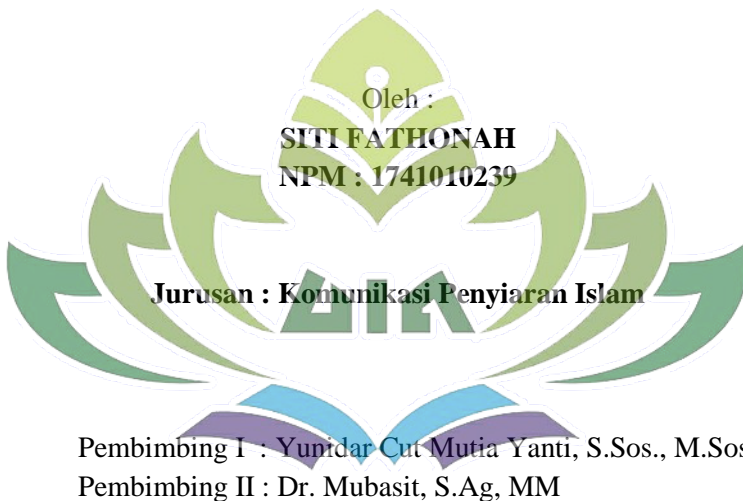 Oleh :
SITI FATHONAH
NPM : 1741010239
Jurusan : Komunikasi Penyiaran Islam
UIN
Pembimbing I : Yunidar Cut Mutia Yanti, S.Sos., M.Sos
Pembimbing II : Dr. Mubasit, S.Ag, MM